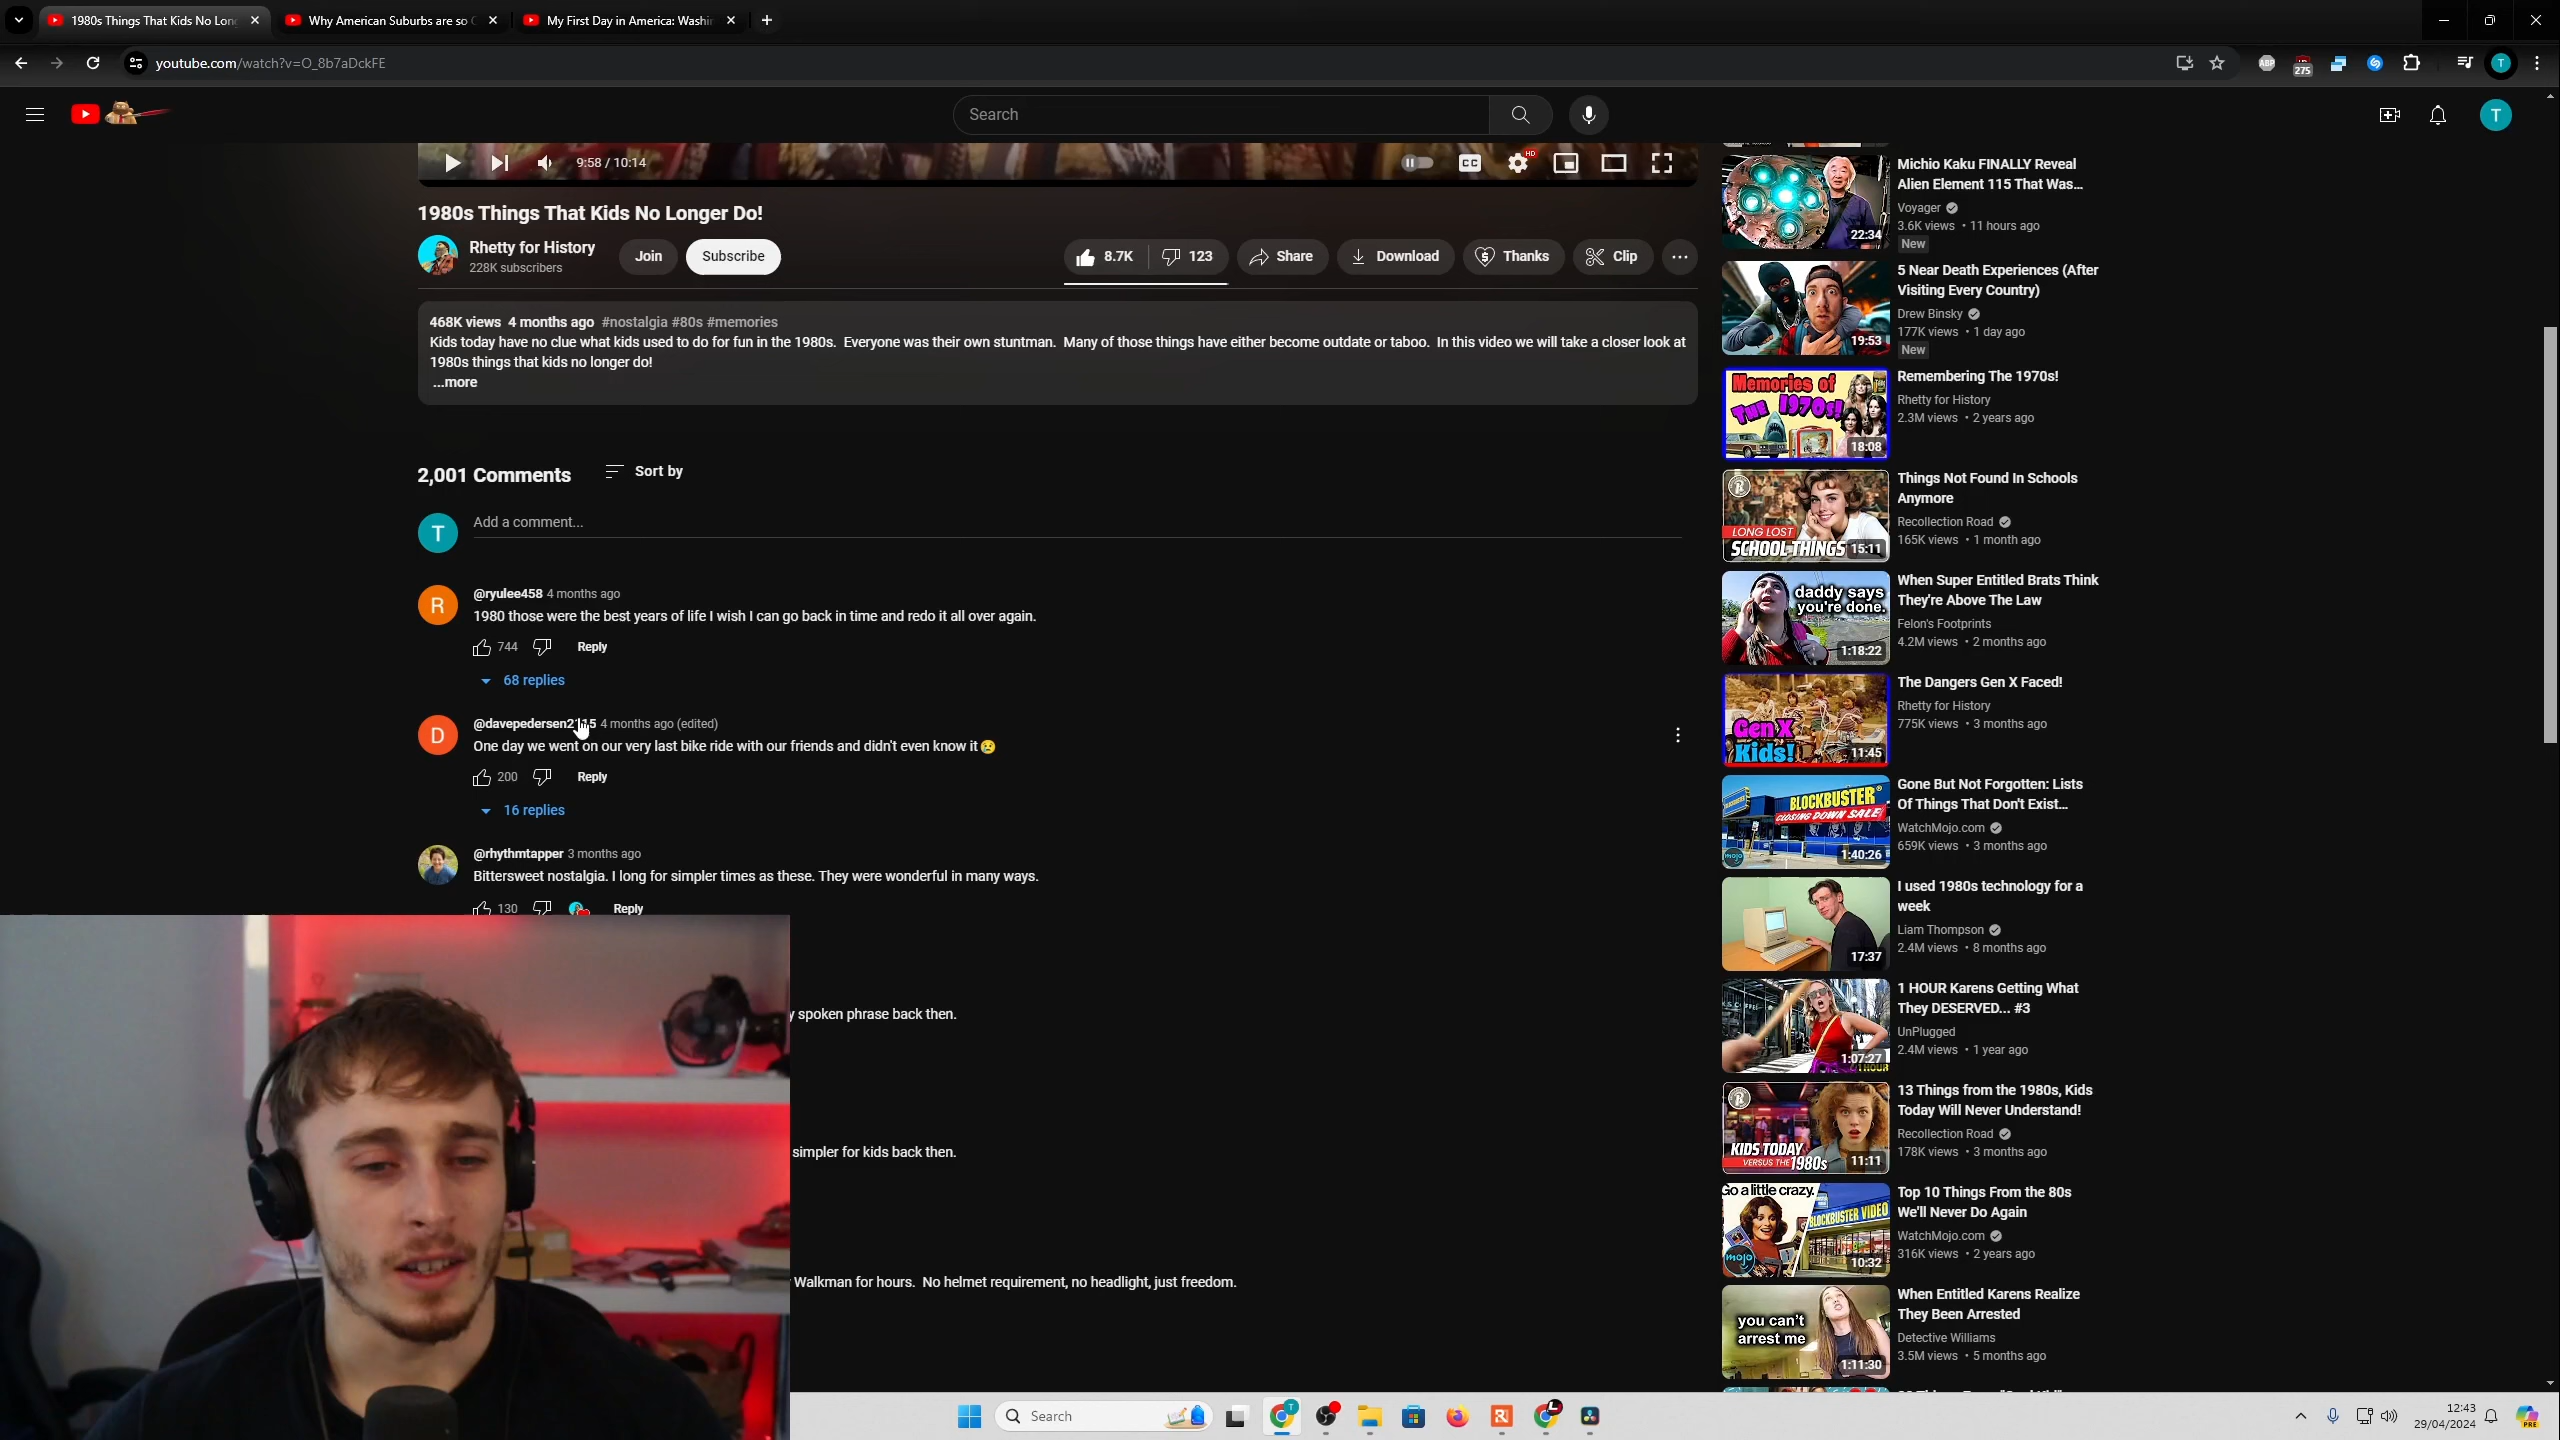 1980s Things That Kids No Lon
Why American Suburbs are so
My First Day in America: Washi
youtube.com/watch?v=O_8b7aDckFE
ABP
275
T
Search
T
9:58 / 10:14
CC
HD
1980s Things That Kids No Longer Do!
Rhetty for History
228K subscribers
Join
Subscribe
8.7K
123
Share
Download
Thanks
Clip
468K views 4 months ago #nostalgia #80s #memories
Kids today have no clue what kids used to do for fun in the 1980s. Everyone was their own stuntman. Many of those things have either become outdate or taboo. In this video we will take a closer look at
1980s things that kids no longer do!
...more
2,001 Comments
Sort by
T
Add a comment...
R
@ryulee458 4 months ago
1980 those were the best years of life I wish I can go back in time and redo it all over again.
744
Reply
68 replies
D
@davepedersen2115 4 months ago (edited)
One day we went on our very last bike ride with our friends and didn't even know it😢
200
Reply
16 replies
@rhythmtapper 3 months ago
Bittersweet nostalgia. I long for simpler times as these. They were wonderful in many ways.
130
Reply
y spoken phrase back then.
simpler for kids back then.
Walkman for hours. No helmet requirement, no headlight, just freedom.
22:34
Michio Kaku FINALLY Reveal
Alien Element 115 That Was...
Voyager
3.6K views • 11 hours ago
New
19:53
5 Near Death Experiences (After
Visiting Every Country)
Drew Binsky
177K views • 1 day ago
New
Memories of
The 1970s!
18:08
Remembering The 1970s!
Rhetty for History
2.3M views • 2 years ago
LONG LOST
SCHOOL THINGS
15:11
Things Not Found In Schools
Anymore
Recollection Road
165K views • 1 month ago
daddy says
you're done.
1:18:22
When Super Entitled Brats Think
They're Above The Law
Felon's Footprints
4.2M views • 2 months ago
Gen X
Kids!
11:45
The Dangers Gen X Faced!
Rhetty for History
775K views • 3 months ago
BLOCKBUSTER
CLOSING DOWN SALE
mojo
1:40:26
Gone But Not Forgotten: Lists
Of Things That Don't Exist...
WatchMojo.com
659K views • 3 months ago
17:37
I used 1980s technology for a
week
Liam Thompson
2.4M views • 8 months ago
1:07:27
1 HOUR
1 HOUR Karens Getting What
They DESERVED... #3
UnPlugged
2.4M views • 1 year ago
KIDS TODAY
VERSUS THE 1980s
11:11
13 Things from the 1980s, Kids
Today Will Never Understand!
Recollection Road
178K views • 3 months ago
Go a little crazy.
BLOCKBUSTER VIDEO
mojo
10:32
Top 10 Things From the 80s
We'll Never Do Again
WatchMojo.com
316K views • 2 years ago
you can't
arrest me
1:11:30
When Entitled Karens Realize
They Been Arrested
Detective Williams
3.5M views • 5 months ago
Search
12:43
29/04/2024
PRE